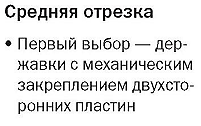 Средняя отрезка
• Первый выбор — дер-
жавки с механическим
закреплением двухсто-
ронних пластин